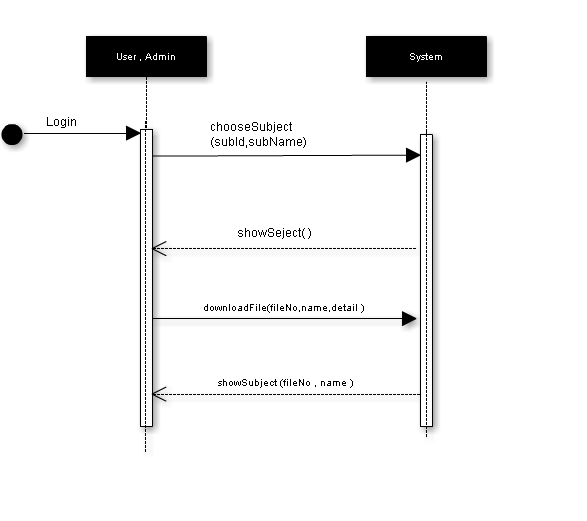 User , Admin
System
Login
chooseSubject
(subId,subName)
showSeject()
downloadFile(fileNo,name,detail )
showSubject(fileNo , name )